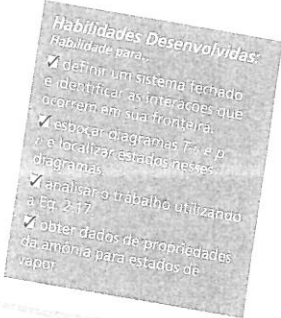 Habilidades Desenvolvidas:
Habilidade para...
✓ definir um sistema fechado
e identificar as interações que
ocorrem em sua fronteira.
✓ esboçar diagramas T–v e p
–v e localizar estados nesses
diagramas.
✓ analisar o trabalho utilizando
a Eq. 2.17.
✓ obter dados de propriedades
da amônia para estados de
vapor.